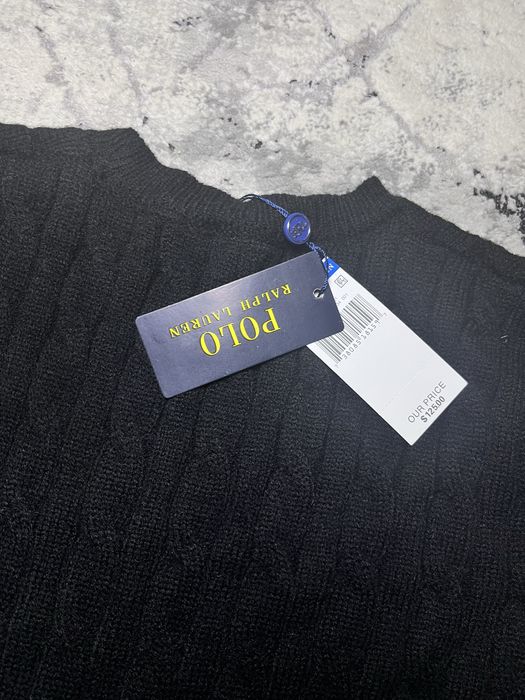 POLO
RALPH LAUREN
OUR PRICE
$125.00